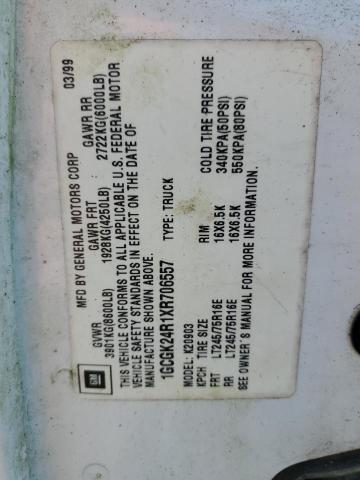 GM
MFD BY GENERAL MOTORS CORP 03/99
GVWR GAWR FRT GAWR RR
3901KG(8600LB) 1928KG(4250LB) 2722KG(6000LB)
THIS VEHICLE CONFORMS TO ALL APPLICABLE U.S. FEDERAL MOTOR
VEHICLE SAFETY STANDARDS IN EFFECT ON THE DATE OF
MANUFACTURE SHOWN ABOVE.
1GCGK24R1XR706557 TYPE: TRUCK
MODEL: K20903
KPCH TIRE SIZE RIM COLD TIRE PRESSURE
FRT LT245/75R16E 16X6.5K 340KPA(50PSI)
RR LT245/75R16E 16X6.5K 550KPA(80PSI)
SEE OWNER'S MANUAL FOR MORE INFORMATION.